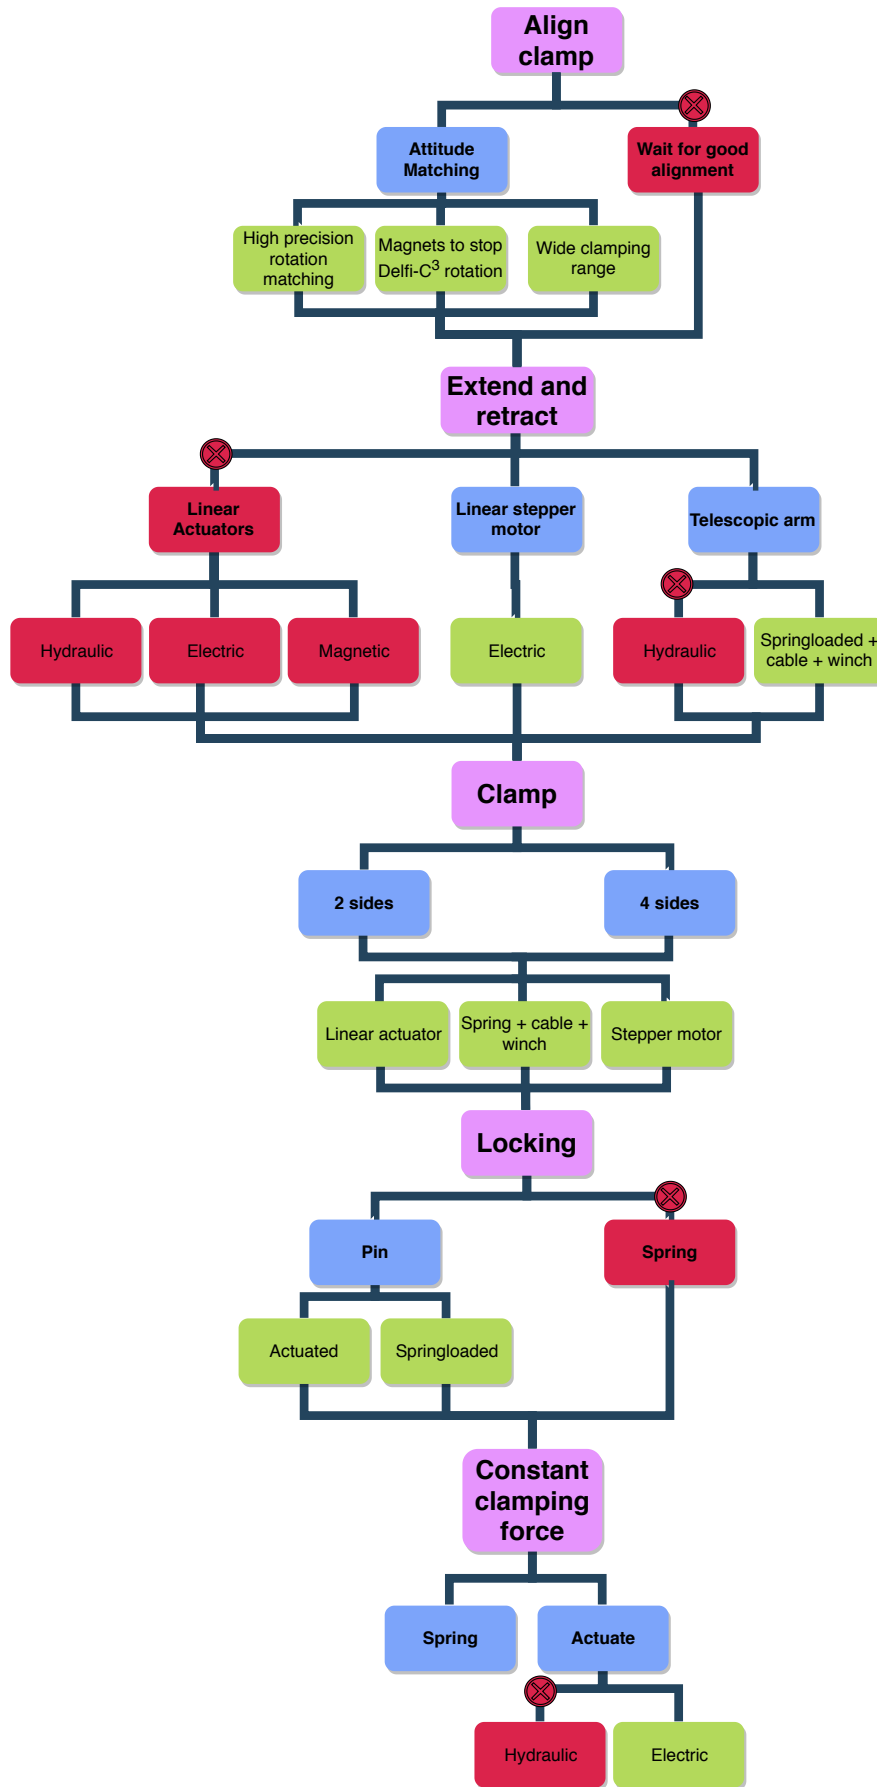 Align
clamp
Attitude
Matching
Wait for good
alignment
High precision
rotation
matching
Magnets to stop
Delfi-C³ rotation
Wide clamping
range
Extend and
retract
Linear
Actuators
Linear stepper
motor
Telescopic arm
Hydraulic
Electric
Magnetic
Electric
Hydraulic
Springloaded +
cable + winch
Clamp
2 sides
4 sides
Linear actuator
Spring + cable +
winch
Stepper motor
Locking
Pin
Spring
Actuated
Springloaded
Constant
clamping
force
Spring
Actuate
Hydraulic
Electric